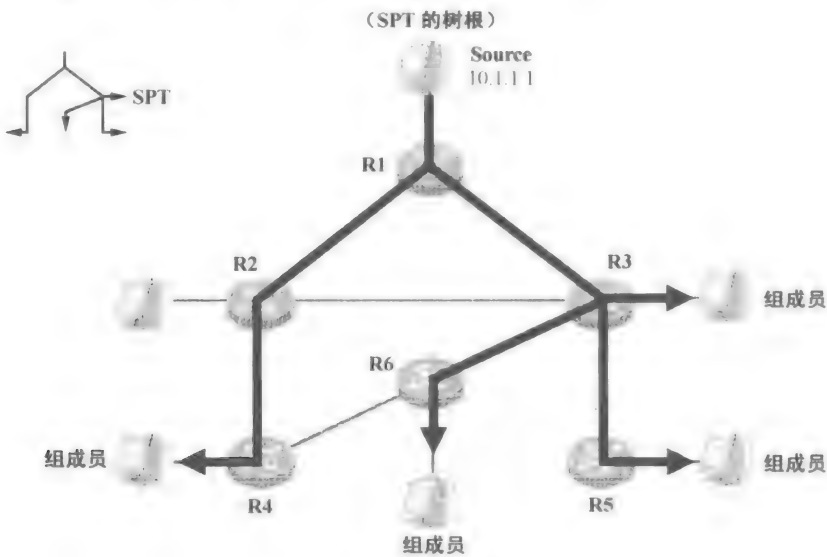 （SPT 的树根）
Source
10.1.1.1
SPT
R1
R2
R3
组成员
R6
组成员
组成员
R4
R5
组成员